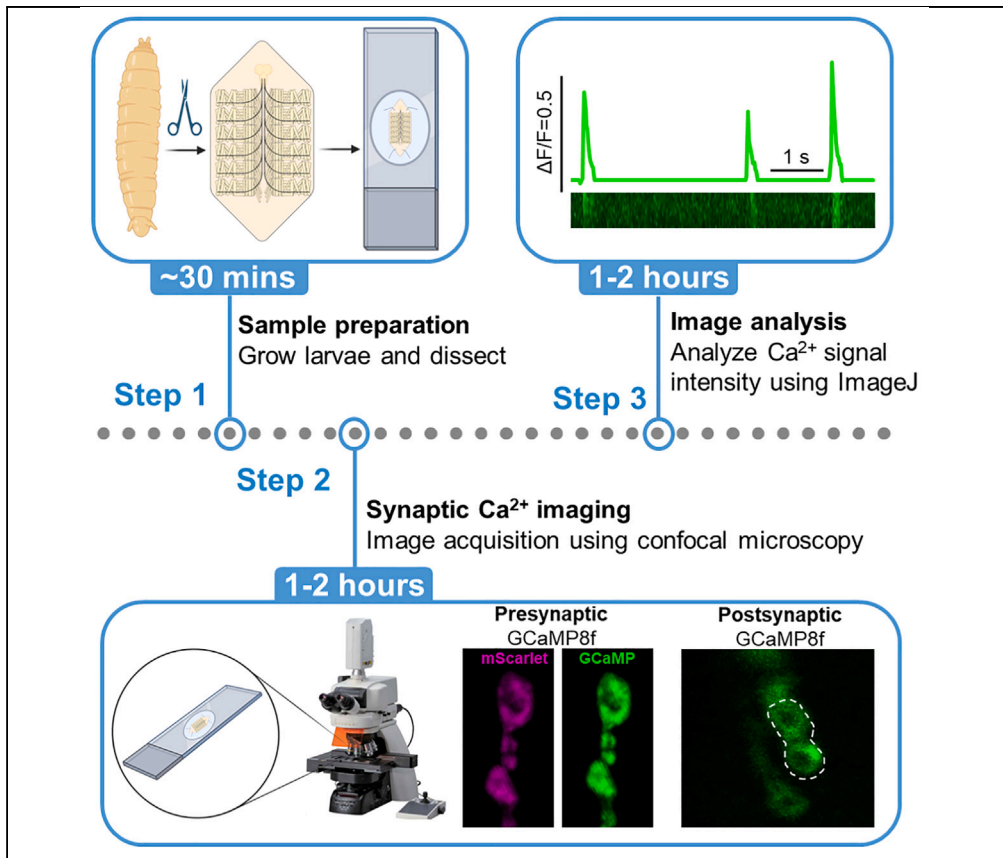 ΔF/F=0.5
1 s
~30 mins
1-2 hours
Sample preparation
Grow larvae and dissect
Image analysis
Analyze Ca²⁺ signal
intensity using ImageJ
Step 1
Step 3
Step 2
Synaptic Ca²⁺ imaging
Image acquisition using confocal microscopy
1-2 hours
Presynaptic
GCaMP8f
mScarlet
GCaMP
Postsynaptic
GCaMP8f